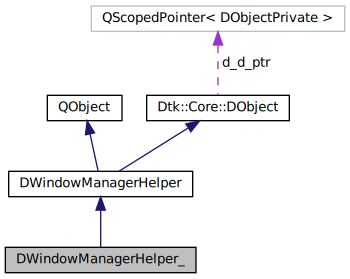 QScopedPointer< DObjectPrivate >
d_d_ptr
QObject
Dtk::Core::DObject
DWindowManagerHelper
DWindowManagerHelper_